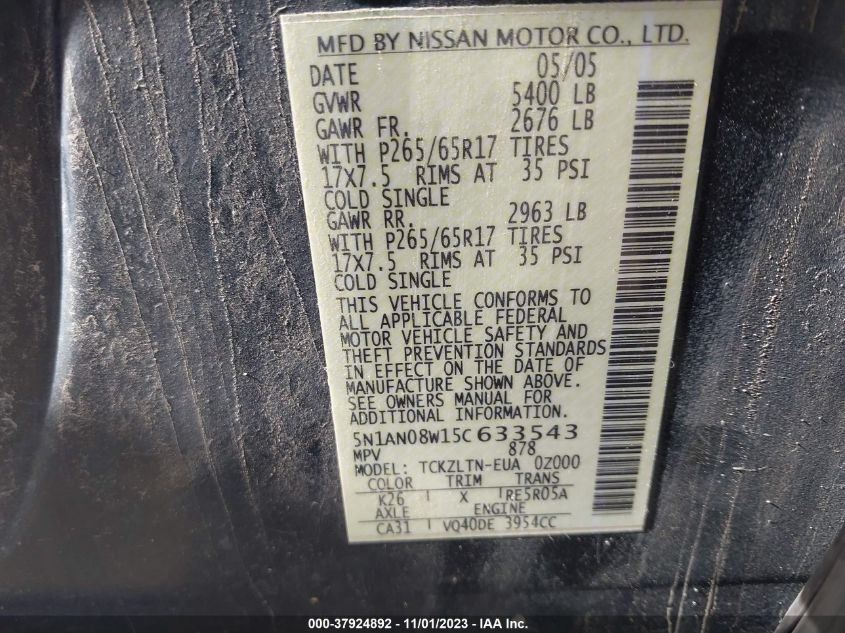 MFD BY NISSAN MOTOR CO., LTD.
DATE 05/05
GVWR 5400 LB
GAWR FR. 2676 LB
WITH P265/65R17 TIRES
17X7.5 RIMS AT 35 PSI
COLD SINGLE
GAWR RR. 2963 LB
WITH P265/65R17 TIRES
17X7.5 RIMS AT 35 PSI
COLD SINGLE
THIS VEHICLE CONFORMS TO
ALL APPLICABLE FEDERAL
MOTOR VEHICLE SAFETY AND
THEFT PREVENTION STANDARDS
IN EFFECT ON THE DATE OF
MANUFACTURE SHOWN ABOVE.
SEE OWNERS MANUAL FOR
ADDITIONAL INFORMATION.
5N1AN08W15C633543
MPV 878
MODEL: TCKZLTN-EUA 0Z000
COLOR TRIM TRANS
K26 X RE5R05A
AXLE ENGINE
CA31 VQ40DE 3954CC
000-37924892 - 11/01/2023 - IAA Inc.